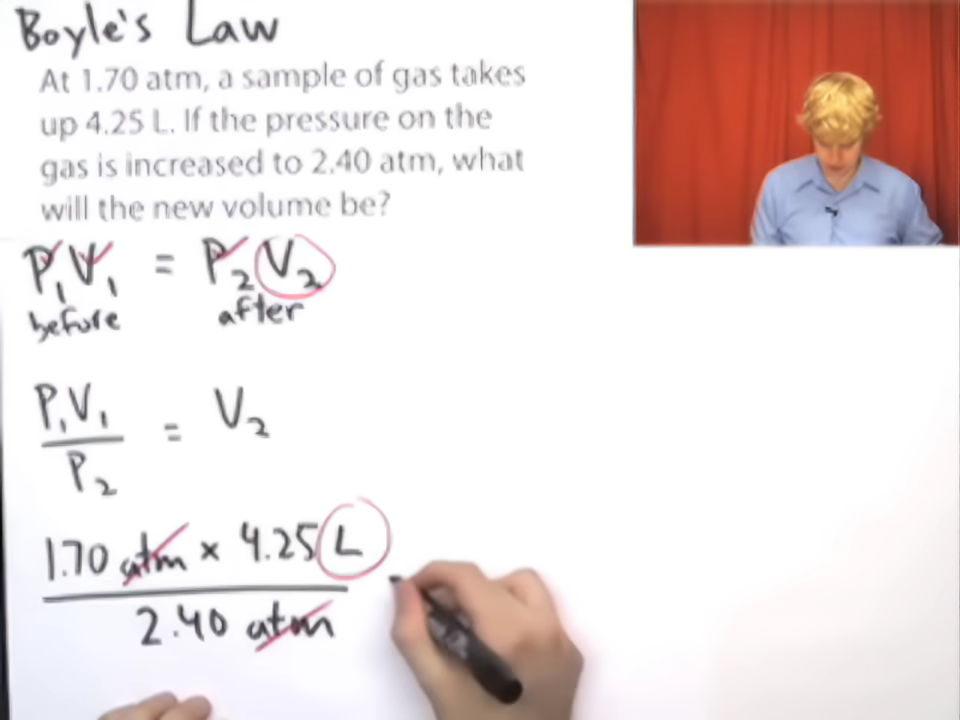 Boyle's Law
At 1.70 atm, a sample of gas takes
up 4.25 L. If the pressure on the
gas is increased to 2.40 atm, what
will the new volume be?
P₁V₁ = P₂V₂
before after
P₁V₁
/ P₂ = V₂
1.70 atm × 4.25 L
2.40 atm